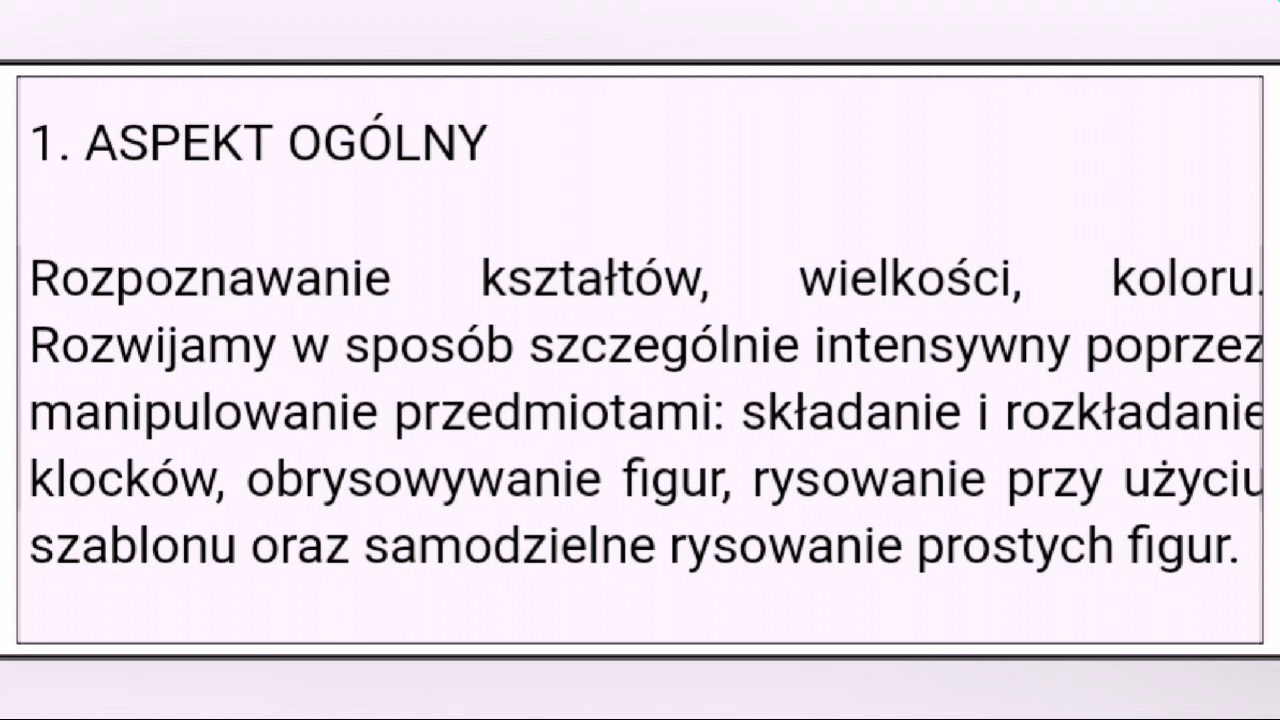 1. ASPEKT OGÓLNY
Rozpoznawanie kształtów, wielkości, koloru.
Rozwijamy w sposób szczególnie intensywny poprzez
manipulowanie przedmiotami: składanie i rozkładanie
klocków, obrysowywanie figur, rysowanie przy użyciu
szablonu oraz samodzielne rysowanie prostych figur.